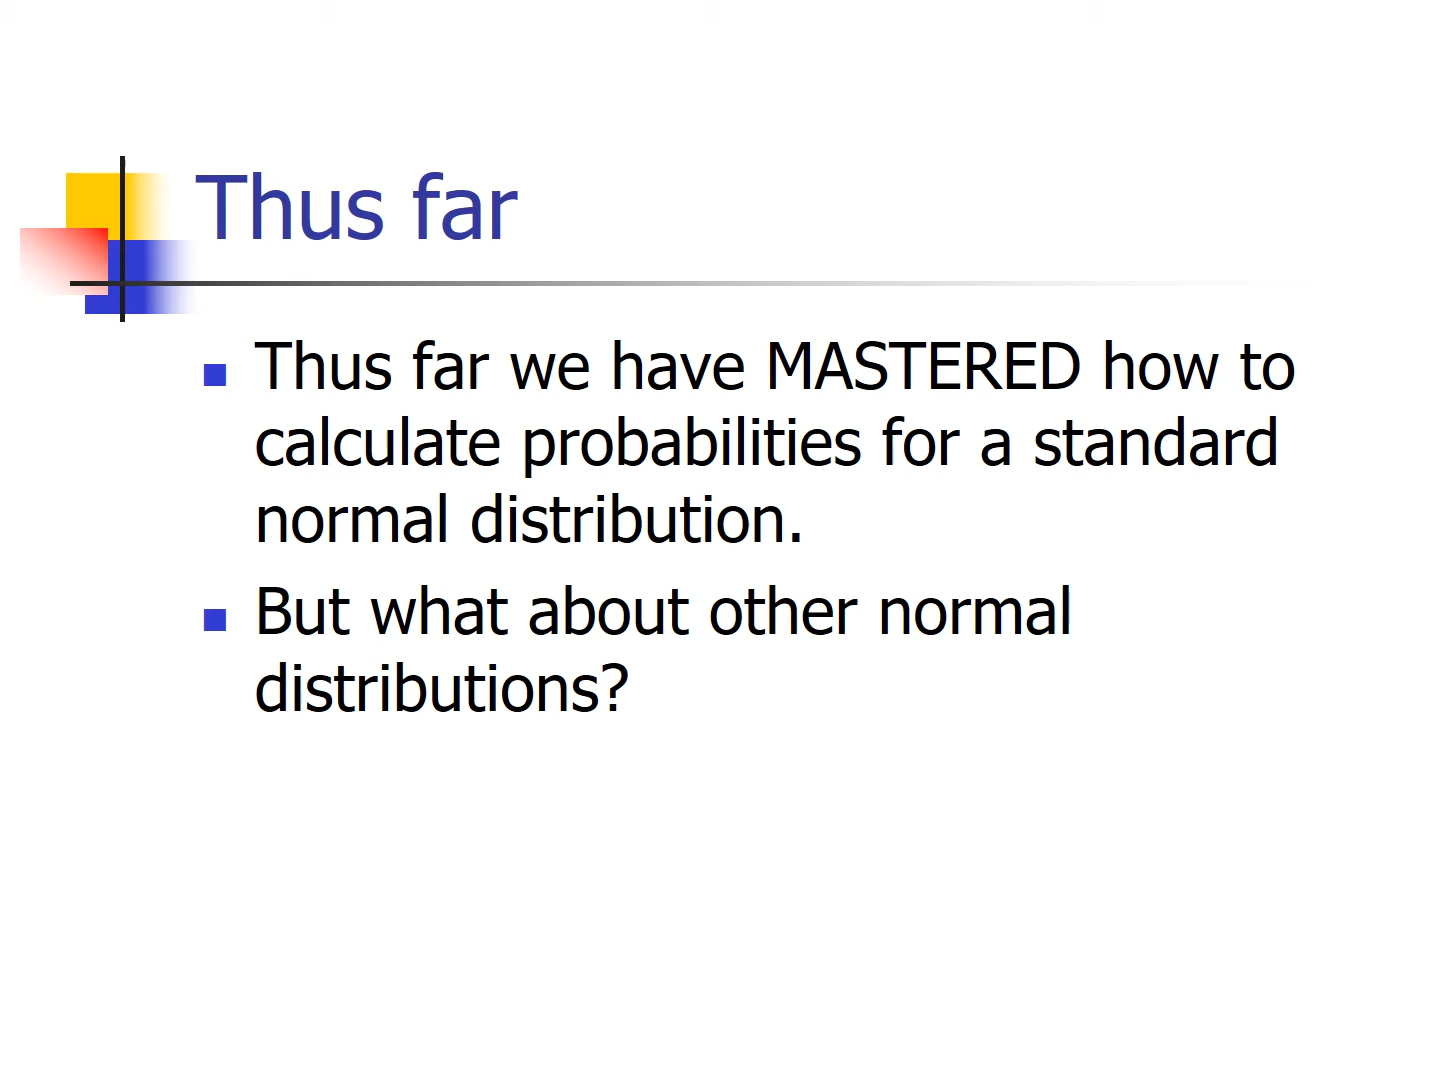 Thus far
Thus far we have MASTERED how to
calculate probabilities for a standard
normal distribution.
But what about other normal
distributions?